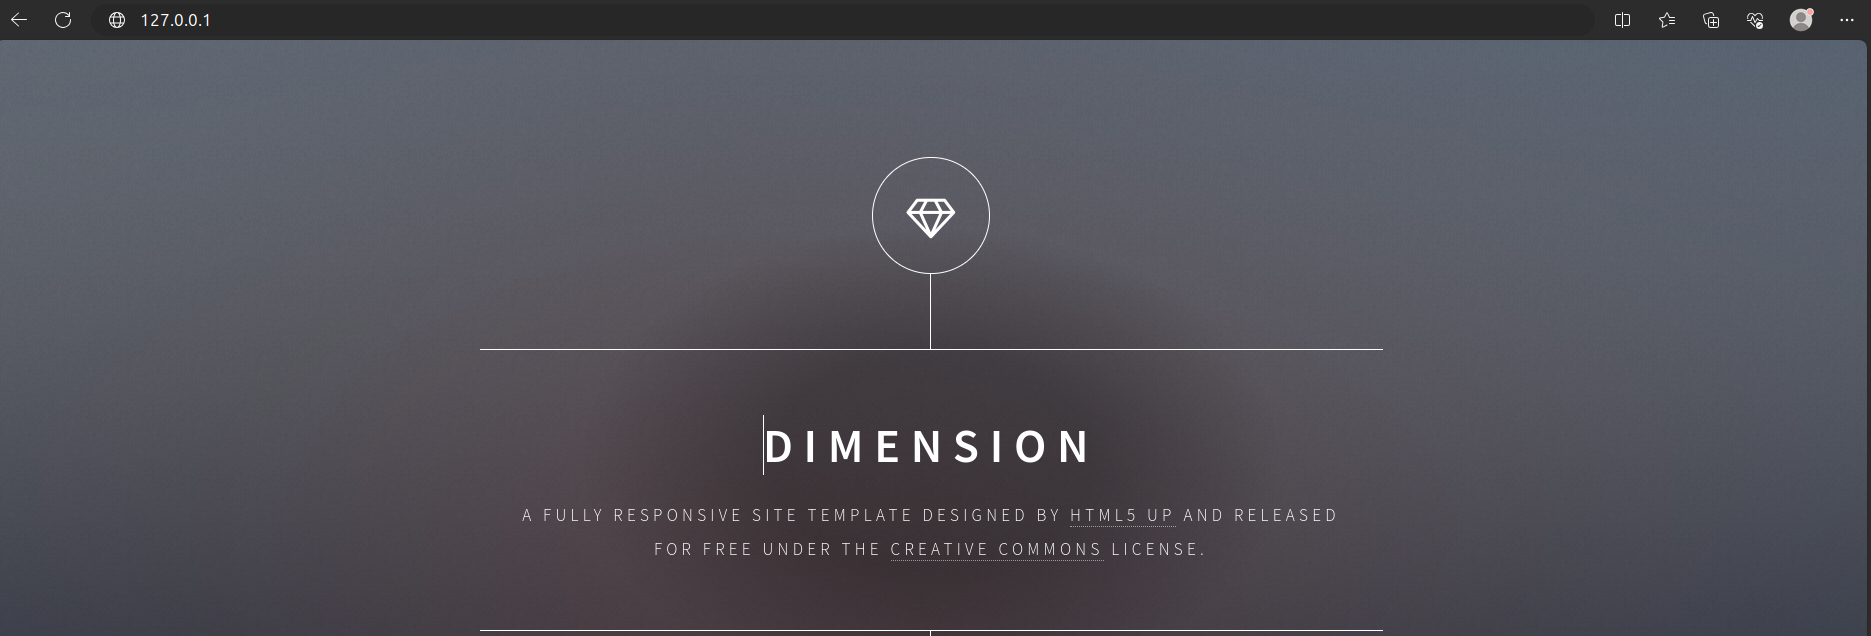 127.0.0.1
DIMENSION
A FULLY RESPONSIVE SITE TEMPLATE DESIGNED BY HTML5 UP AND RELEASED
FOR FREE UNDER THE CREATIVE COMMONS LICENSE.